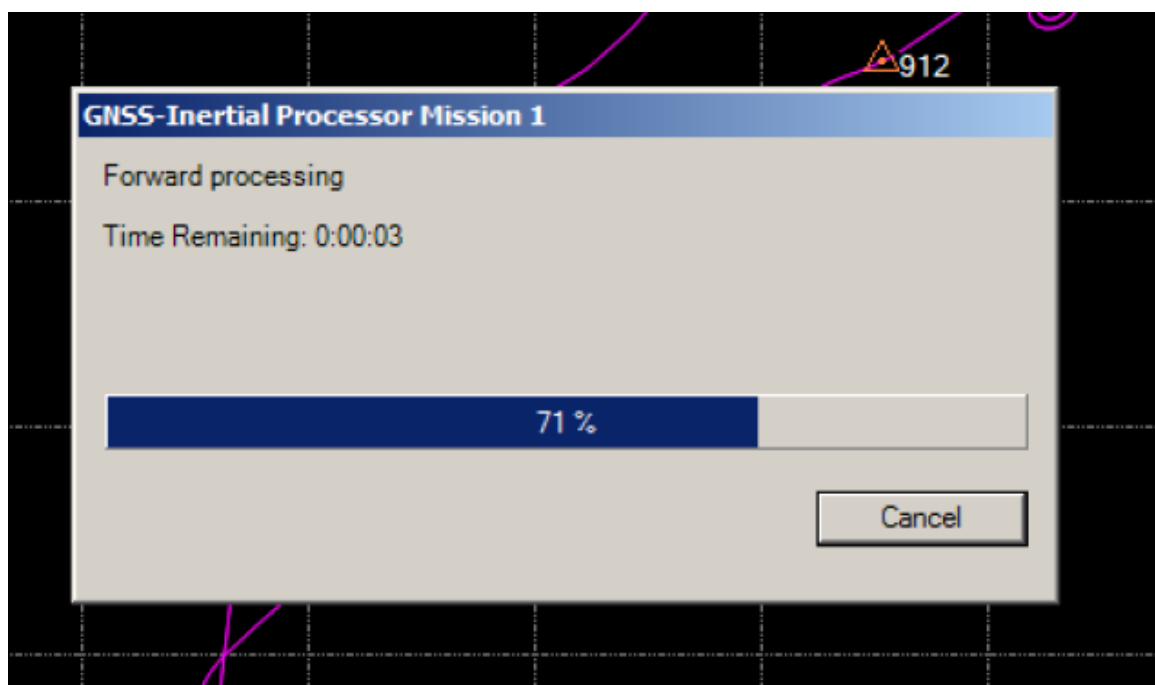 912
GNSS-Inertial Processor Mission 1
Forward processing
Time Remaining: 0:00:03
71 %
Cancel